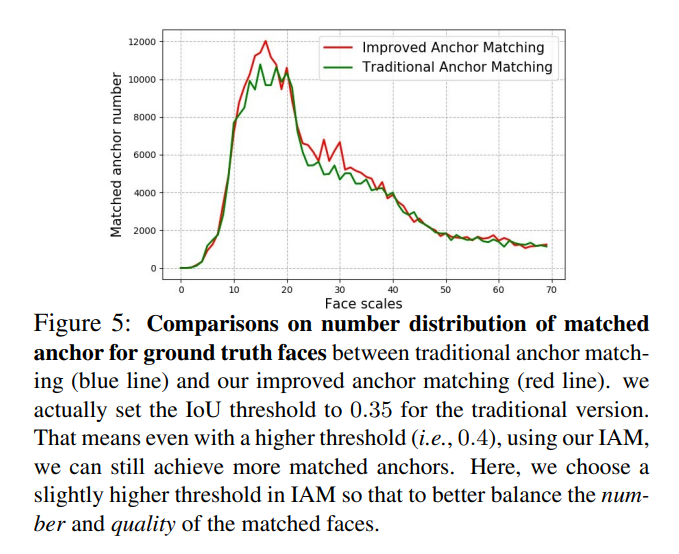 12000
10000
8000
6000
4000
2000
0
Matched anchor number
Improved Anchor Matching
Traditional Anchor Matching
0 10 20 30 40 50 60 70
Face scales
Figure 5: Comparisons on number distribution of matched
anchor for ground truth faces between traditional anchor match-
ing (blue line) and our improved anchor matching (red line). we
actually set the IoU threshold to 0.35 for the traditional version.
That means even with a higher threshold (i.e., 0.4), using our IAM,
we can still achieve more matched anchors. Here, we choose a
slightly higher threshold in IAM so that to better balance the num-
ber and quality of the matched faces.